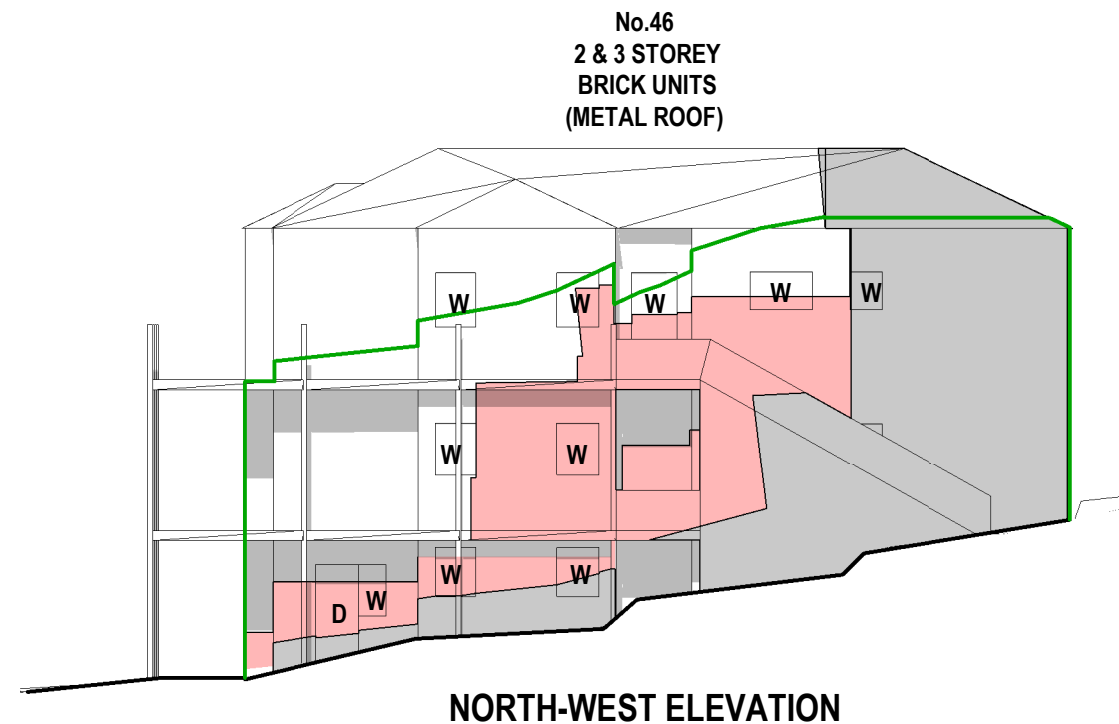 No.46
2 & 3 STOREY
BRICK UNITS
(METAL ROOF)
W W W W W
W W
W W
D W
NORTH-WEST ELEVATION